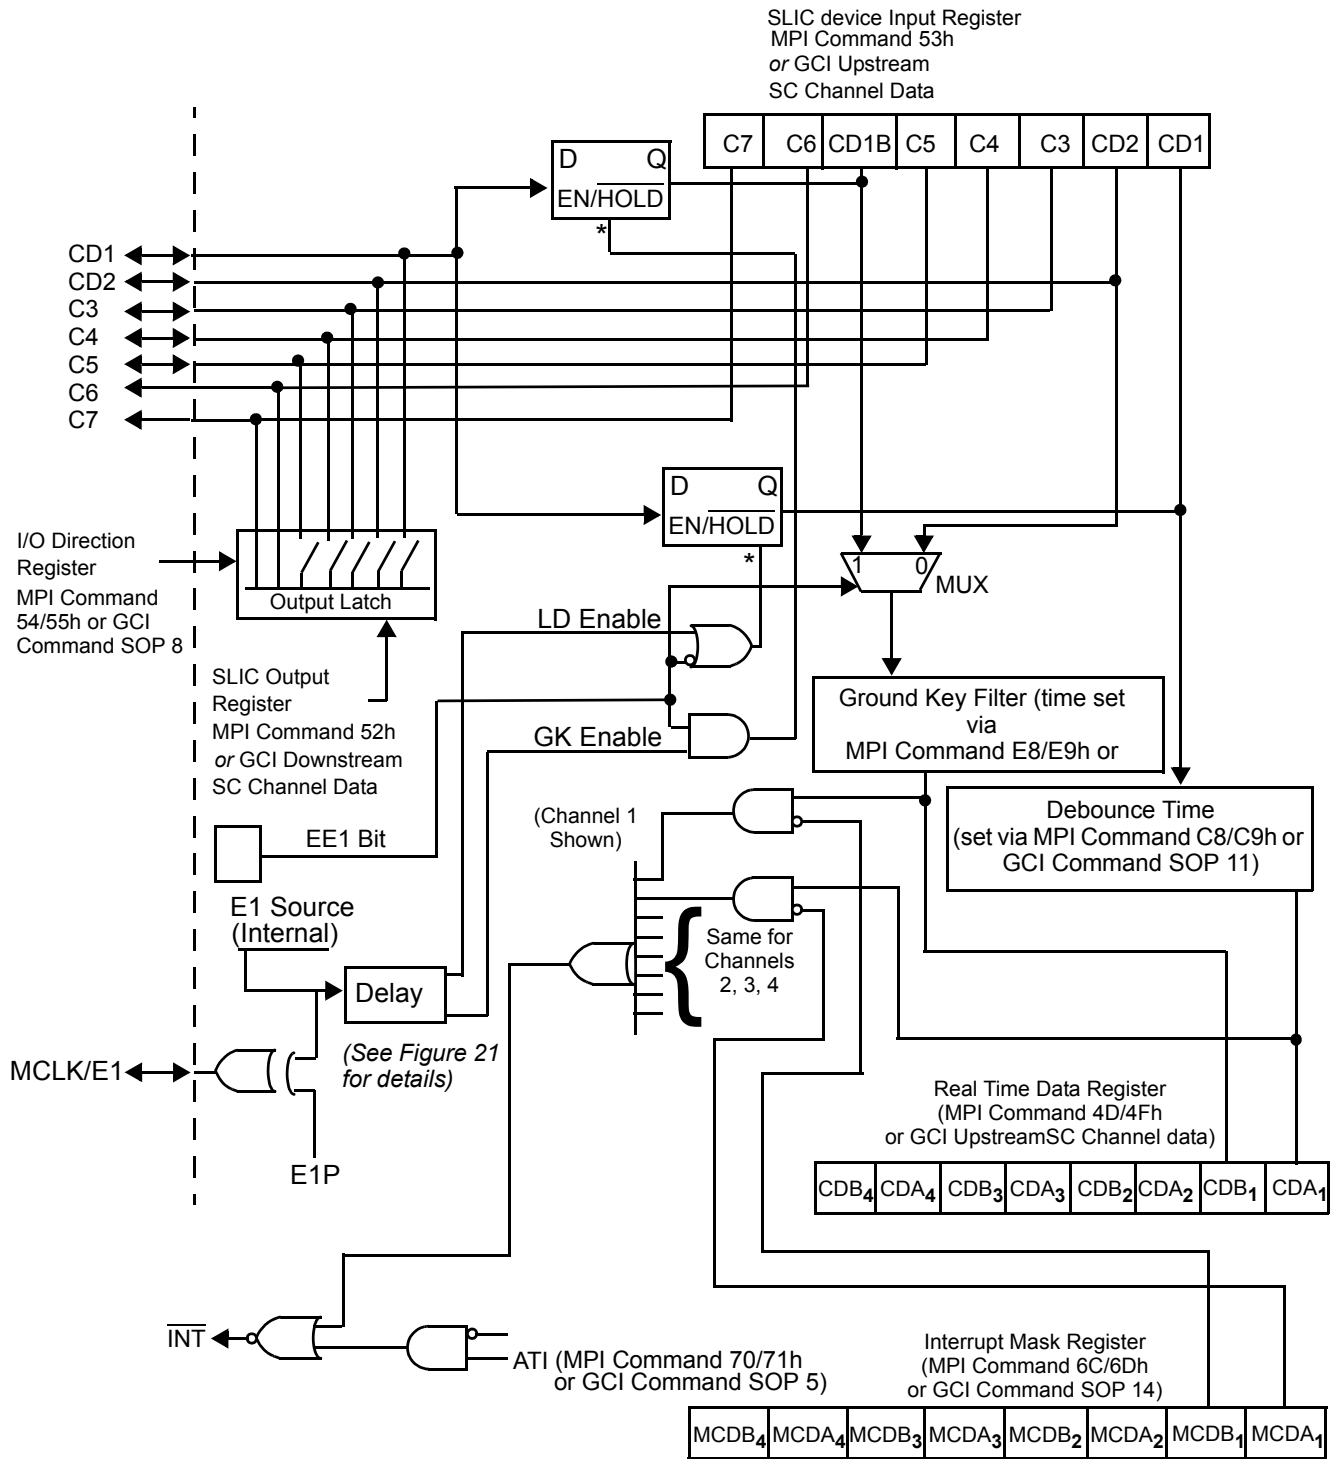 SLIC device Input Register
MPI Command 53h
or GCI Upstream
SC Channel Data
C7 C6 CD1B C5 C4 C3 CD2 CD1
D Q
EN/HOLD
*
CD1
CD2
C3
C4
C5
C6
C7
D Q
EN/HOLD
*
I/O Direction
Register
MPI Command
54/55h or GCI
Command SOP 8
Output Latch
1 0
MUX
LD Enable
SLIC Output
Register
MPI Command 52h
or GCI Downstream
SC Channel Data
GK Enable
Ground Key Filter (time set
via
MPI Command E8/E9h or
Debounce Time
(set via MPI Command C8/C9h or
GCI Command SOP 11)
(Channel 1
Shown)
EE1 Bit
E1 Source
(Internal)
Same for
Channels
2, 3, 4
{
Delay
(See Figure 21
for details)
MCLK/E1
E1P
Real Time Data Register
(MPI Command 4D/4Fh
or GCI UpstreamSC Channel data)
CDB4 CDA4 CDB3 CDA3 CDB2 CDA2 CDB1 CDA1
INT
ATI (MPI Command 70/71h
or GCI Command SOP 5)
Interrupt Mask Register
(MPI Command 6C/6Dh
or GCI Command SOP 14)
MCDB4 MCDA4 MCDB3 MCDA3 MCDB2 MCDA2 MCDB1 MCDA1